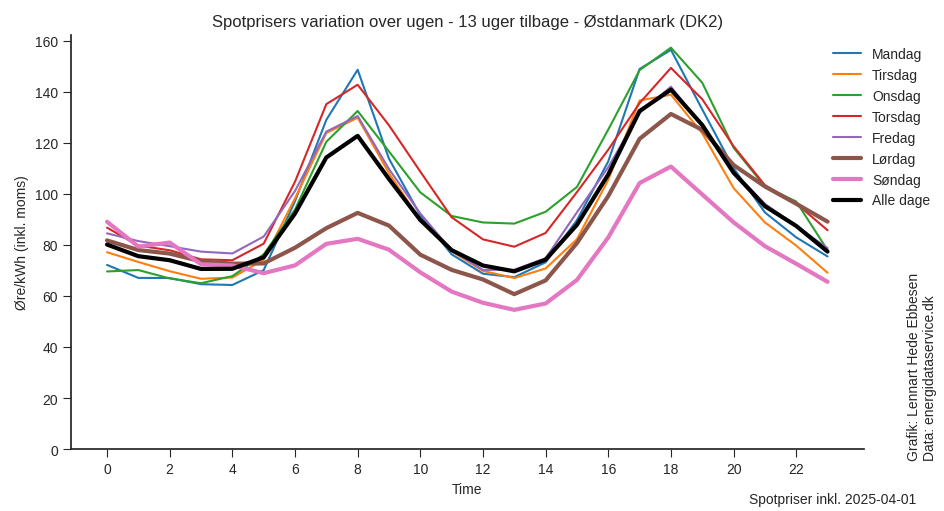 Spotprisers variation over ugen - 13 uger tilbage - Østdanmark (DK2)
Øre/kWh (inkl. moms)
160
140
120
100
80
60
40
20
0
0 2 4 6 8 10 12 14 16 18 20 22
Time
Mandag
Tirsdag
Onsdag
Torsdag
Fredag
Lørdag
Søndag
Alle dage
Grafik: Lennart Hede Ebbesen
Data: energidataservice.dk
Spotpriser inkl. 2025-04-01